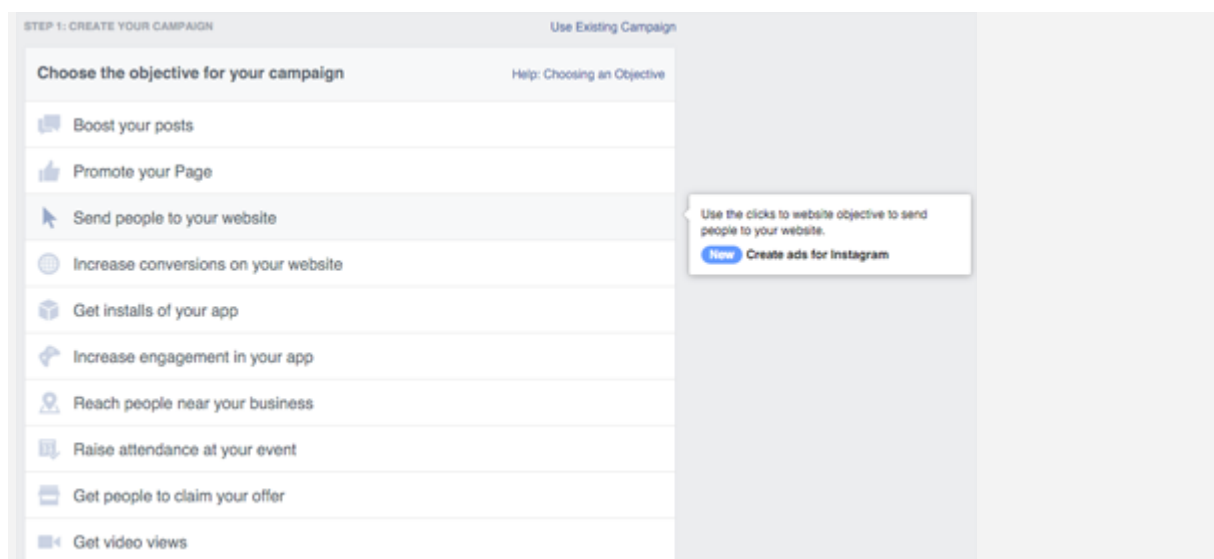 STEP 1: CREATE YOUR CAMPAIGN
Use Existing Campaign
Choose the objective for your campaign
Help: Choosing an Objective
Boost your posts
Promote your Page
Send people to your website
Use the clicks to website objective to send
people to your website.
New Create ads for Instagram
Increase conversions on your website
Get installs of your app
Increase engagement in your app
Reach people near your business
Raise attendance at your event
Get people to claim your offer
Get video views